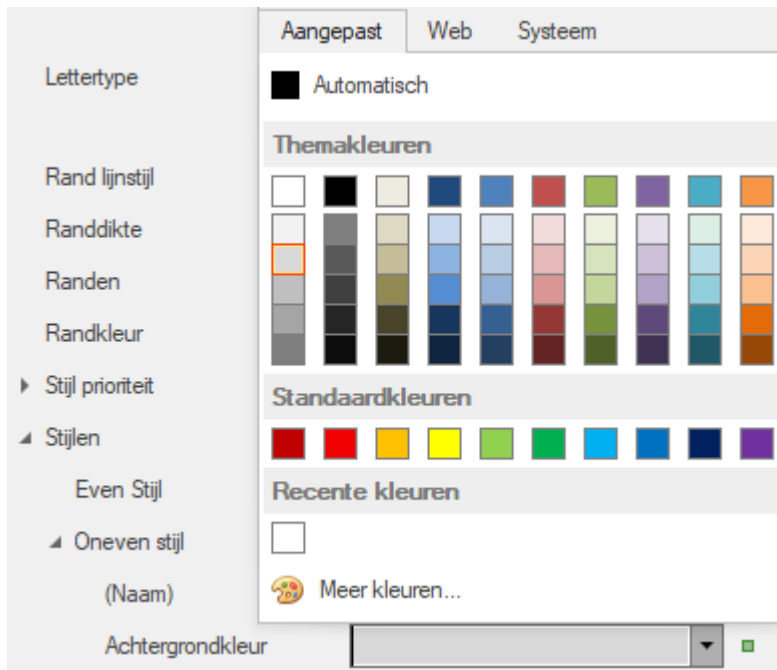 Aangepast Web Systeem
Lettertype
Automatisch
Themakleuren
Rand lijnstijl
Randdikte
Randen
Randkleur
Stijl prioriteit
Standaardkleuren
Stijlen
Even Stijl
Recente kleuren
Oneven stijl
(Naam)
Meer kleuren...
Achtergrondkleur